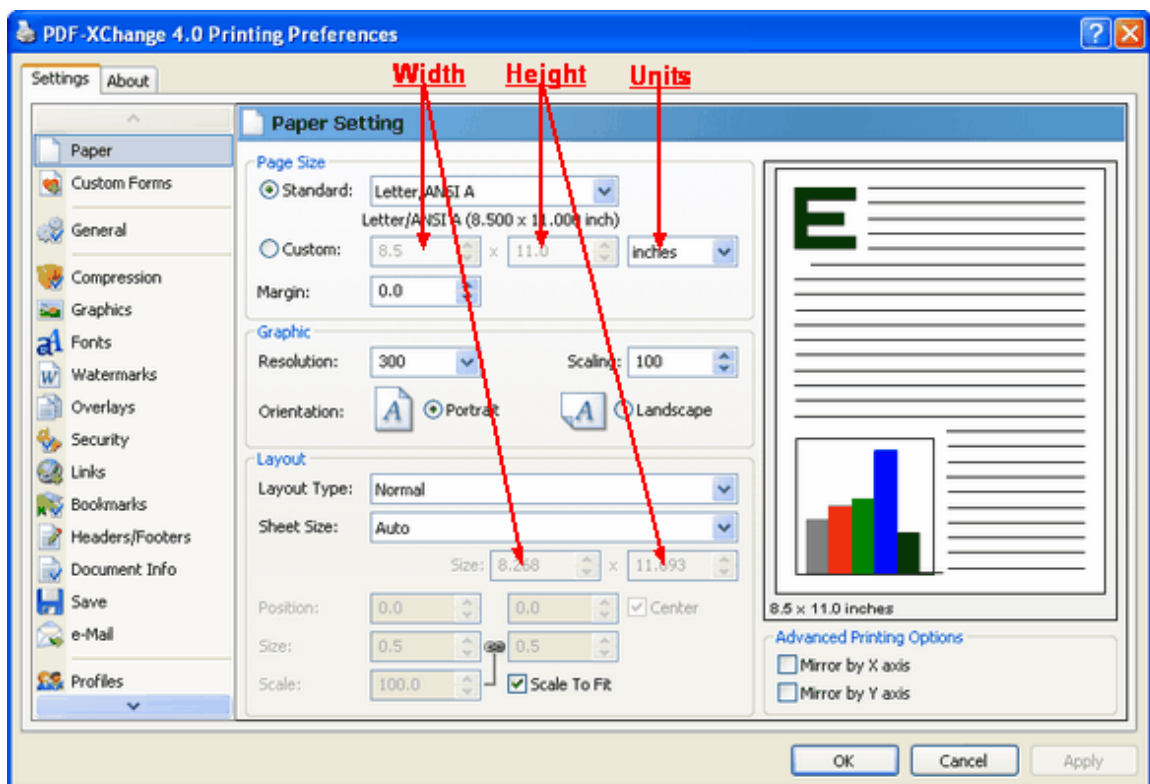 PDF-XChange 4.0 Printing Preferences
Settings About
Width Height Units
Paper
Custom Forms
General
Compression
Graphics
Fonts
Watermarks
Overlays
Security
Links
Bookmarks
Headers/Footers
Document Info
Save
e-Mail
Profiles
Paper Setting
Page Size
Standard: Letter/ANSI A
Letter/ANSI A (8.500 x 11.000 inch)
Custom: 8.5 x 11.0 inches
Margin: 0.0
Graphic
Resolution: 300 Scaling: 100
Orientation: A Portrait A Landscape
Layout
Layout Type: Normal
Sheet Size: Auto
Size: 8.268 x 11.693
Position: 0.0 0.0 Center
Size: 0.5 0.5
Scale: 100.0 Scale To Fit
E
8.5 x 11.0 inches
Advanced Printing Options
Mirror by X axis
Mirror by Y axis
OK Cancel Apply